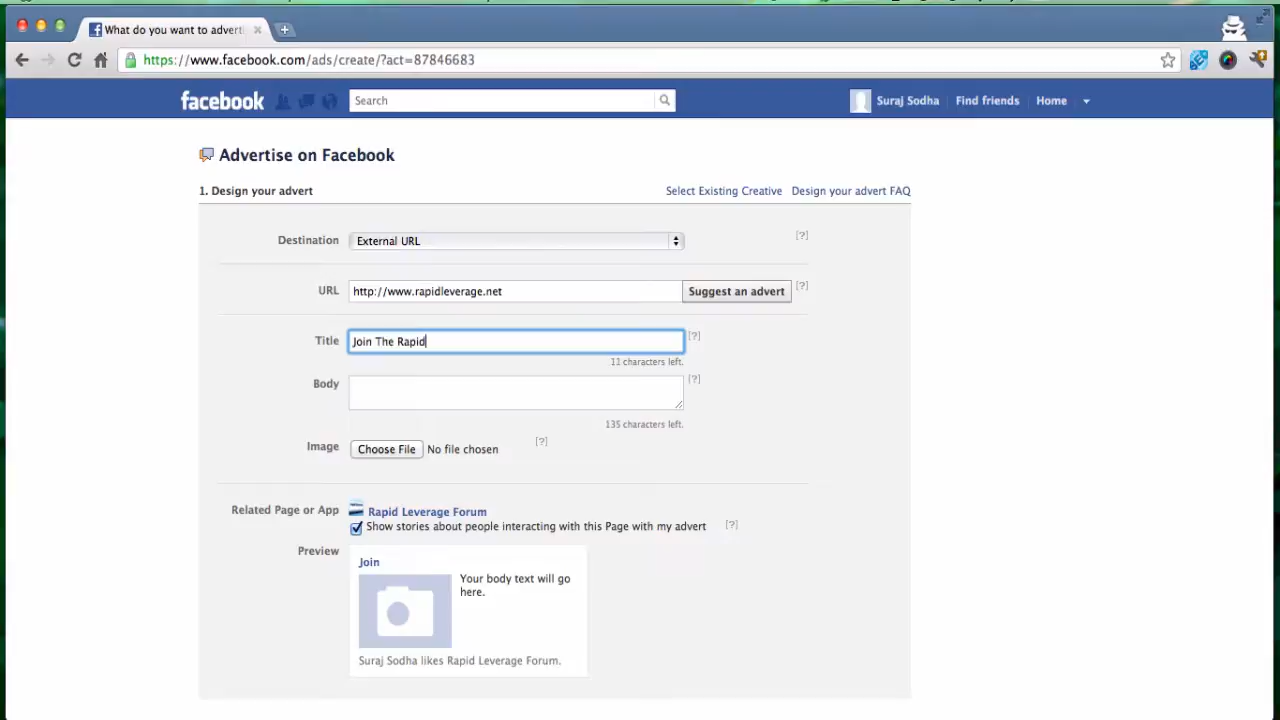 What do you want to advert
https://www.facebook.com/ads/create/?act=87846683
facebook
Search
Suraj Sodha
Find friends
Home
Advertise on Facebook
1. Design your advert
Select Existing Creative
Design your advert FAQ
Destination
External URL
[?]
URL
http://www.rapidleverage.net
Suggest an advert
[?]
Title
Join The Rapid
[?]
11 characters left.
Body
[?]
135 characters left.
Image
Choose File
No file chosen
[?]
Related Page or App
Rapid Leverage Forum
Show stories about people interacting with this Page with my advert
[?]
Preview
Join
Your body text will go
here.
Suraj Sodha likes Rapid Leverage Forum.